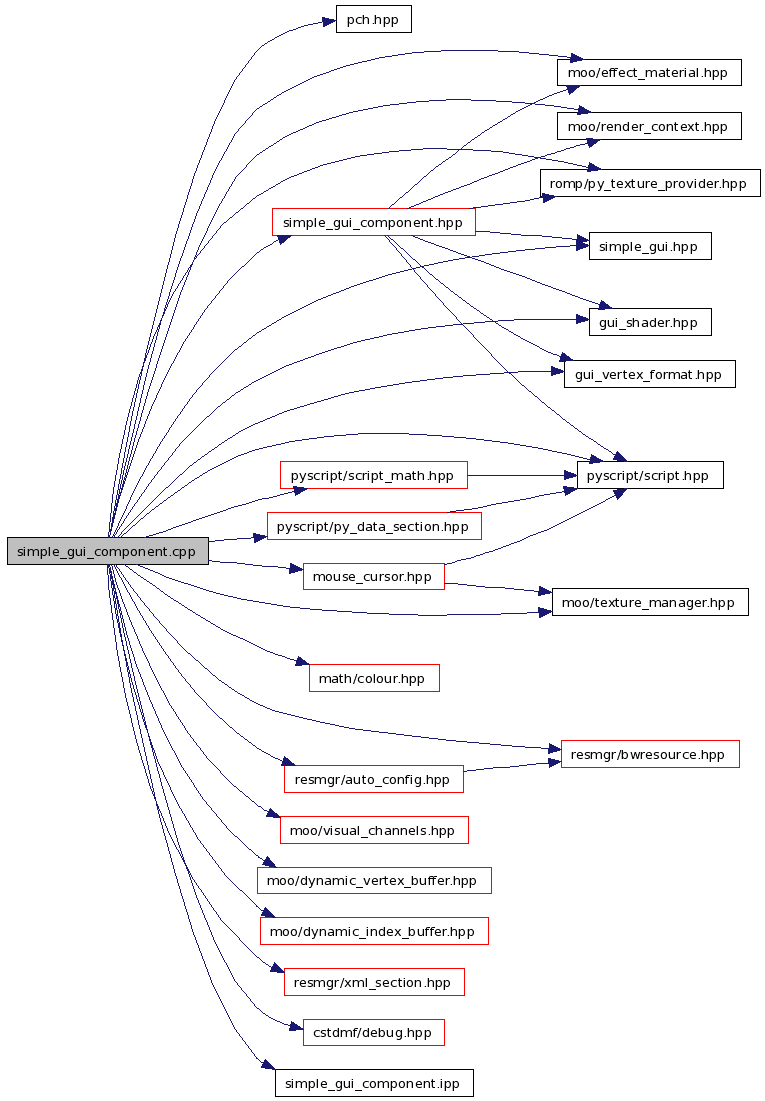 pch.hpp
moo/effect_material.hpp
moo/render_context.hpp
romp/py_texture_provider.hpp
simple_gui_component.hpp
simple_gui.hpp
gui_shader.hpp
gui_vertex_format.hpp
pyscript/script_math.hpp
pyscript/script.hpp
pyscript/py_data_section.hpp
simple_gui_component.cpp
mouse_cursor.hpp
moo/texture_manager.hpp
math/colour.hpp
resmgr/bwresource.hpp
resmgr/auto_config.hpp
moo/visual_channels.hpp
moo/dynamic_vertex_buffer.hpp
moo/dynamic_index_buffer.hpp
resmgr/xml_section.hpp
cstdmf/debug.hpp
simple_gui_component.ipp